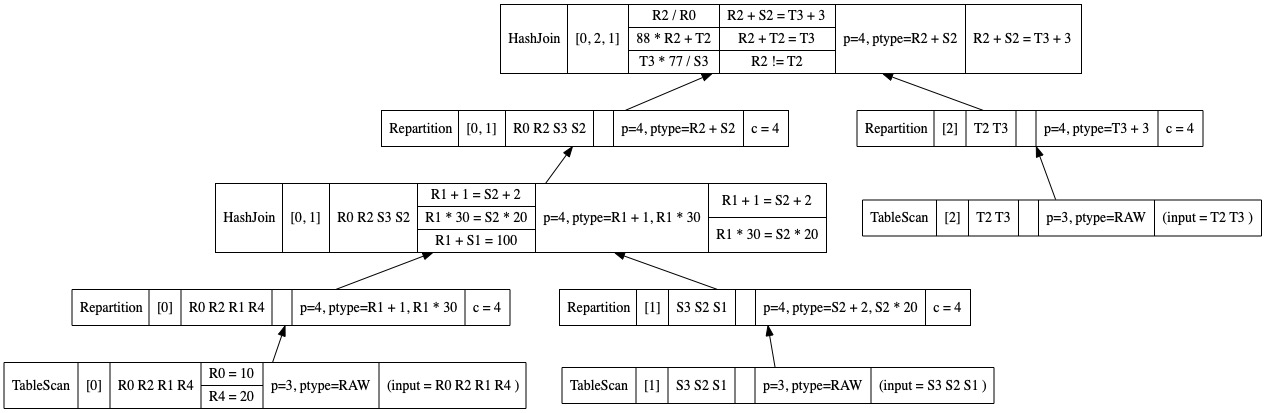 HashJoin [0, 2, 1] R2 / R0 R2 + S2 = T3 + 3 p=4, ptype=R2 + S2 R2 + S2 = T3 + 3
88 * R2 + T2 R2 + T2 = T3
T3 * 77 / S3 R2 != T2
Repartition [0, 1] R0 R2 S3 S2 p=4, ptype=R2 + S2 c = 4
Repartition [2] T2 T3 p=4, ptype=T3 + 3 c = 4
HashJoin [0, 1] R0 R2 S3 S2 R1 + 1 = S2 + 2 p=4, ptype=R1 + 1, R1 * 30 R1 + 1 = S2 + 2
R1 * 30 = S2 * 20 R1 * 30 = S2 * 20
R1 + S1 = 100
TableScan [2] T2 T3 p=3, ptype=RAW (input = T2 T3 )
Repartition [0] R0 R2 R1 R4 p=4, ptype=R1 + 1, R1 * 30 c = 4
Repartition [1] S3 S2 S1 p=4, ptype=S2 + 2, S2 * 20 c = 4
TableScan [0] R0 R2 R1 R4 R0 = 10 p=3, ptype=RAW (input = R0 R2 R1 R4 )
R4 = 20
TableScan [1] S3 S2 S1 p=3, ptype=RAW (input = S3 S2 S1 )